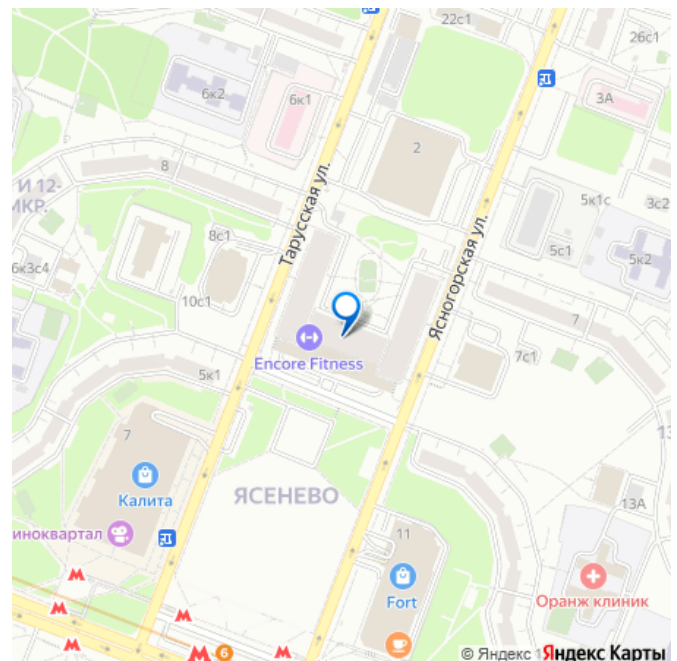 22с1
26с1
6к2
6к1
3А
2
И 12-
МКР.
8
Тарусская ул.
5к1с
3с2
8с1
Ясногорская ул.
5с1
5к2
6к3с4
10с1
7
Encore Fitness
7с1
5к1
7
Калита
ЯСЕНЕВО
13
13А
11
иноквартал
Fort
Оранж клиник
6
© Яндекс
Яндекс Карты